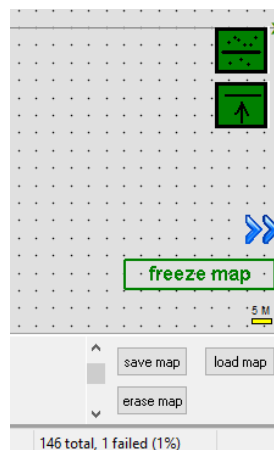 freeze map
5 M
save map load map
erase map
146 total, 1 failed (1%)